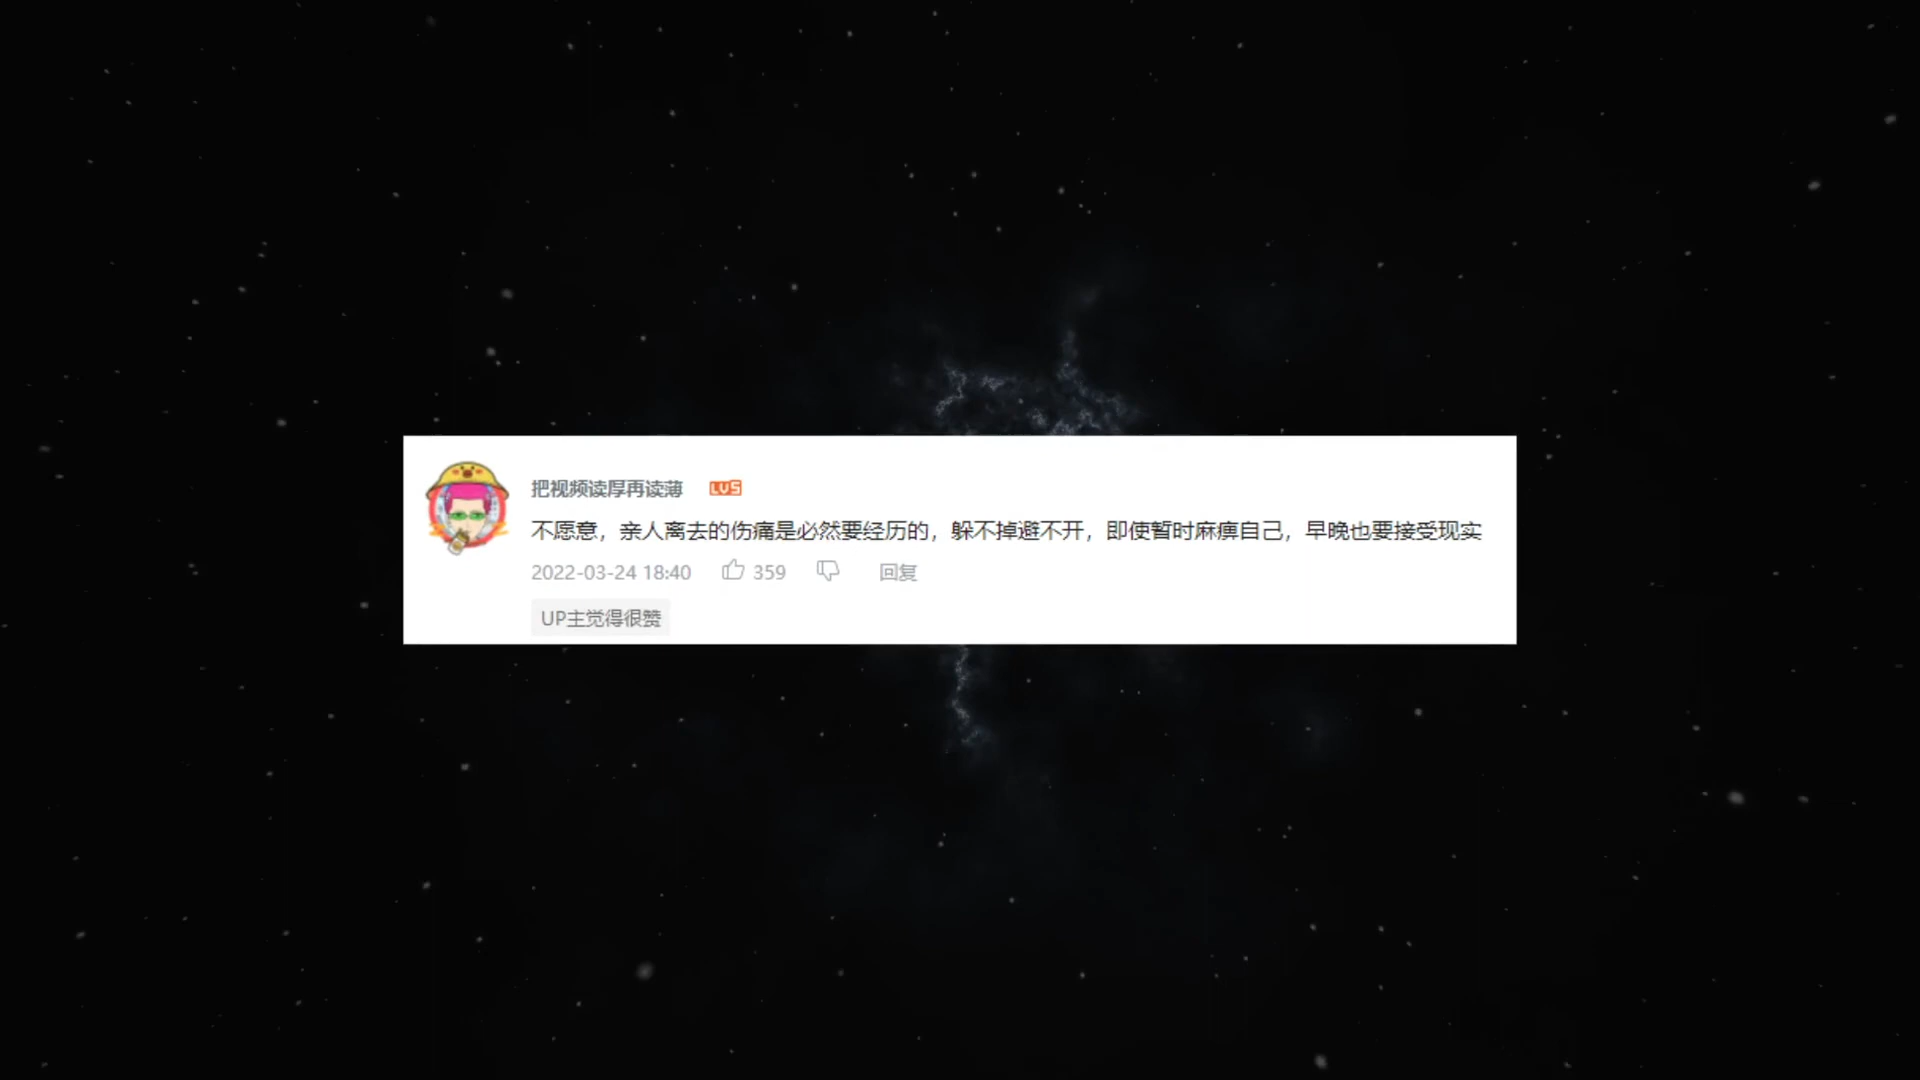 把视频读厚再读薄 LV5
不愿意，亲人离去的伤痛是必然要经历的，躲不掉避不开，即使暂时麻痹自己，早晚也要接受现实
2022-03-24 18:40 359 回复
UP主觉得很赞